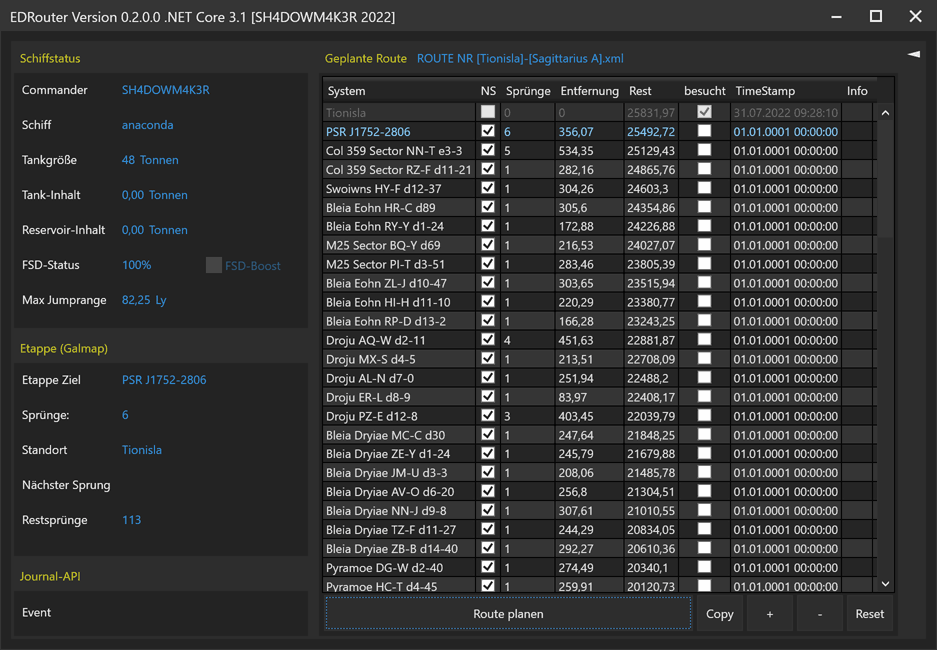 EDRouter Version 0.2.0.0 .NET Core 3.1 [SH4DOWM4K3R 2022]
Schiffstatus
Commander SH4DOWM4K3R
Schiff anaconda
Tankgröße 48 Tonnen
Tank-Inhalt 0,00 Tonnen
Reservoir-Inhalt 0,00 Tonnen
FSD-Status 100% FSD-Boost
Max Jumprange 82,25 Ly
Etappe (Galmap)
Etappe Ziel PSR J1752-2806
Sprünge: 6
Standort Tionisla
Nächster Sprung
Restsprünge 113
Journal-API
Event
Geplante Route ROUTE NR [Tionisla]-[Sagittarius A].xml
System NS Sprünge Entfernung Rest besucht TimeStamp Info
Tionisla 0 0 25831,97 31.07.2022 09:28:10
PSR J1752-2806 6 356,07 25492,72 01.01.0001 00:00:00
Col 359 Sector NN-T e3-3 5 534,35 25129,43 01.01.0001 00:00:00
Col 359 Sector RZ-F d11-21 1 282,16 24865,76 01.01.0001 00:00:00
Swoiwns HY-F d12-37 1 304,26 24603,3 01.01.0001 00:00:00
Bleia Eohn HR-C d89 1 305,6 24354,86 01.01.0001 00:00:00
Bleia Eohn RY-Y d1-24 1 172,88 24226,88 01.01.0001 00:00:00
M25 Sector BQ-Y d69 1 216,53 24027,07 01.01.0001 00:00:00
M25 Sector PI-T d3-51 1 283,46 23805,39 01.01.0001 00:00:00
Bleia Eohn ZL-J d10-47 1 303,65 23515,94 01.01.0001 00:00:00
Bleia Eohn HI-H d11-10 1 220,29 23380,77 01.01.0001 00:00:00
Bleia Eohn RP-D d13-2 1 166,28 23243,25 01.01.0001 00:00:00
Droju AQ-W d2-11 4 451,63 22881,87 01.01.0001 00:00:00
Droju MX-S d4-5 1 213,51 22708,09 01.01.0001 00:00:00
Droju AL-N d7-0 1 251,94 22488,2 01.01.0001 00:00:00
Droju ER-L d8-9 1 83,97 22408,17 01.01.0001 00:00:00
Droju PZ-E d12-8 3 403,45 22039,79 01.01.0001 00:00:00
Bleia Dryiae MC-C d30 1 247,64 21848,25 01.01.0001 00:00:00
Bleia Dryiae ZE-Y d1-24 1 245,79 21679,88 01.01.0001 00:00:00
Bleia Dryiae JM-U d3-3 1 208,06 21485,78 01.01.0001 00:00:00
Bleia Dryiae AV-O d6-20 1 256,8 21304,51 01.01.0001 00:00:00
Bleia Dryiae NN-J d9-8 1 307,61 21010,55 01.01.0001 00:00:00
Bleia Dryiae TZ-F d11-27 1 244,29 20834,05 01.01.0001 00:00:00
Bleia Dryiae ZB-B d14-40 1 292,27 20610,36 01.01.0001 00:00:00
Pyramoe DG-W d2-40 1 274,49 20340,1 01.01.0001 00:00:00
Pyramoe HC-T d4-45 1 259,91 20120,73 01.01.0001 00:00:00
Route planen Copy + - Reset